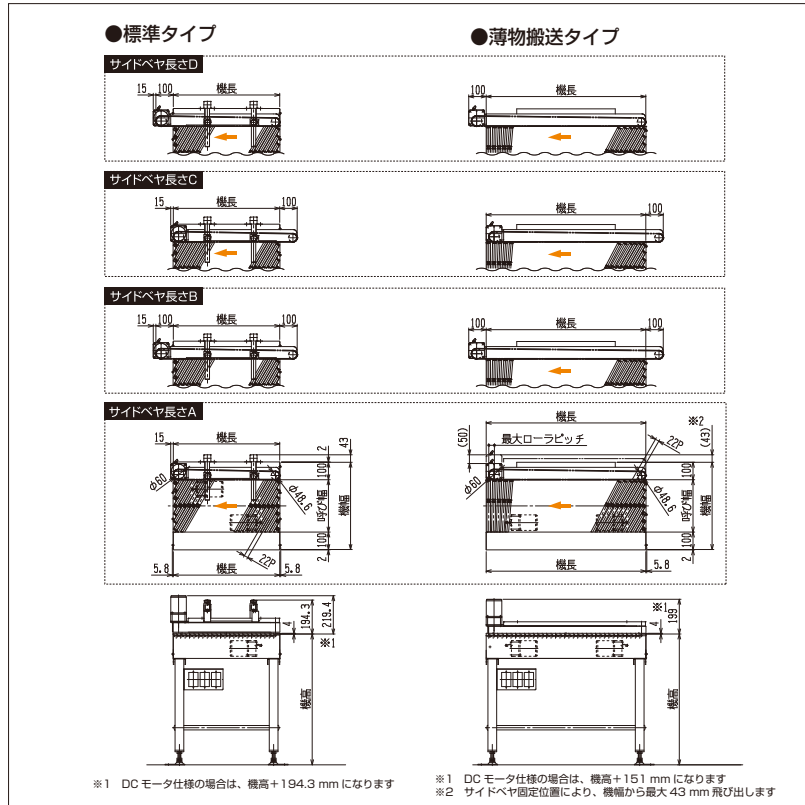 ●標準タイプ
●薄物搬送タイプ
サイドベヤ長さD
15 100 機長
100 機長
サイドベヤ長さC
15 機長 100
機長 100
サイドベヤ長さB
15 100 機長 100
100 機長 100
サイドベヤ長さA
15 機長 2 43
φ60 φ48.6 100 呼び幅 機幅 100 2
22P
5.8 機長 5.8
機長 ※2
(50) 最大ローラピッチ 22P (43)
φ60 φ48.6 100 呼び幅 機幅 100 2
機長 5.8
4 194.3 219.4
※1
機高
※1
4 199
機高
※1 DCモータ仕様の場合は、機高+194.3 mmになります
※1 DCモータ仕様の場合は、機高+151 mmになります
※2 サイドベヤ固定位置により、機幅から最大 43 mm 飛び出します